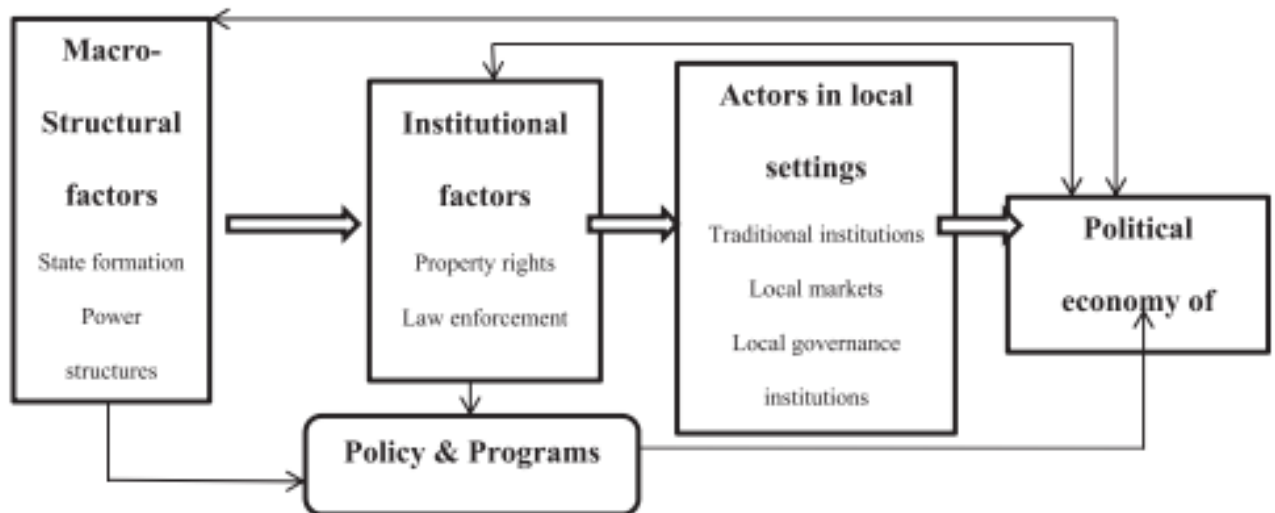 Macro-
Structural
factors
State formation
Power
structures
Institutional
factors
Property rights
Law enforcement
Policy & Programs
Actors in local
settings
Traditional institutions
Local markets
Local governance
institutions
Political
economy of